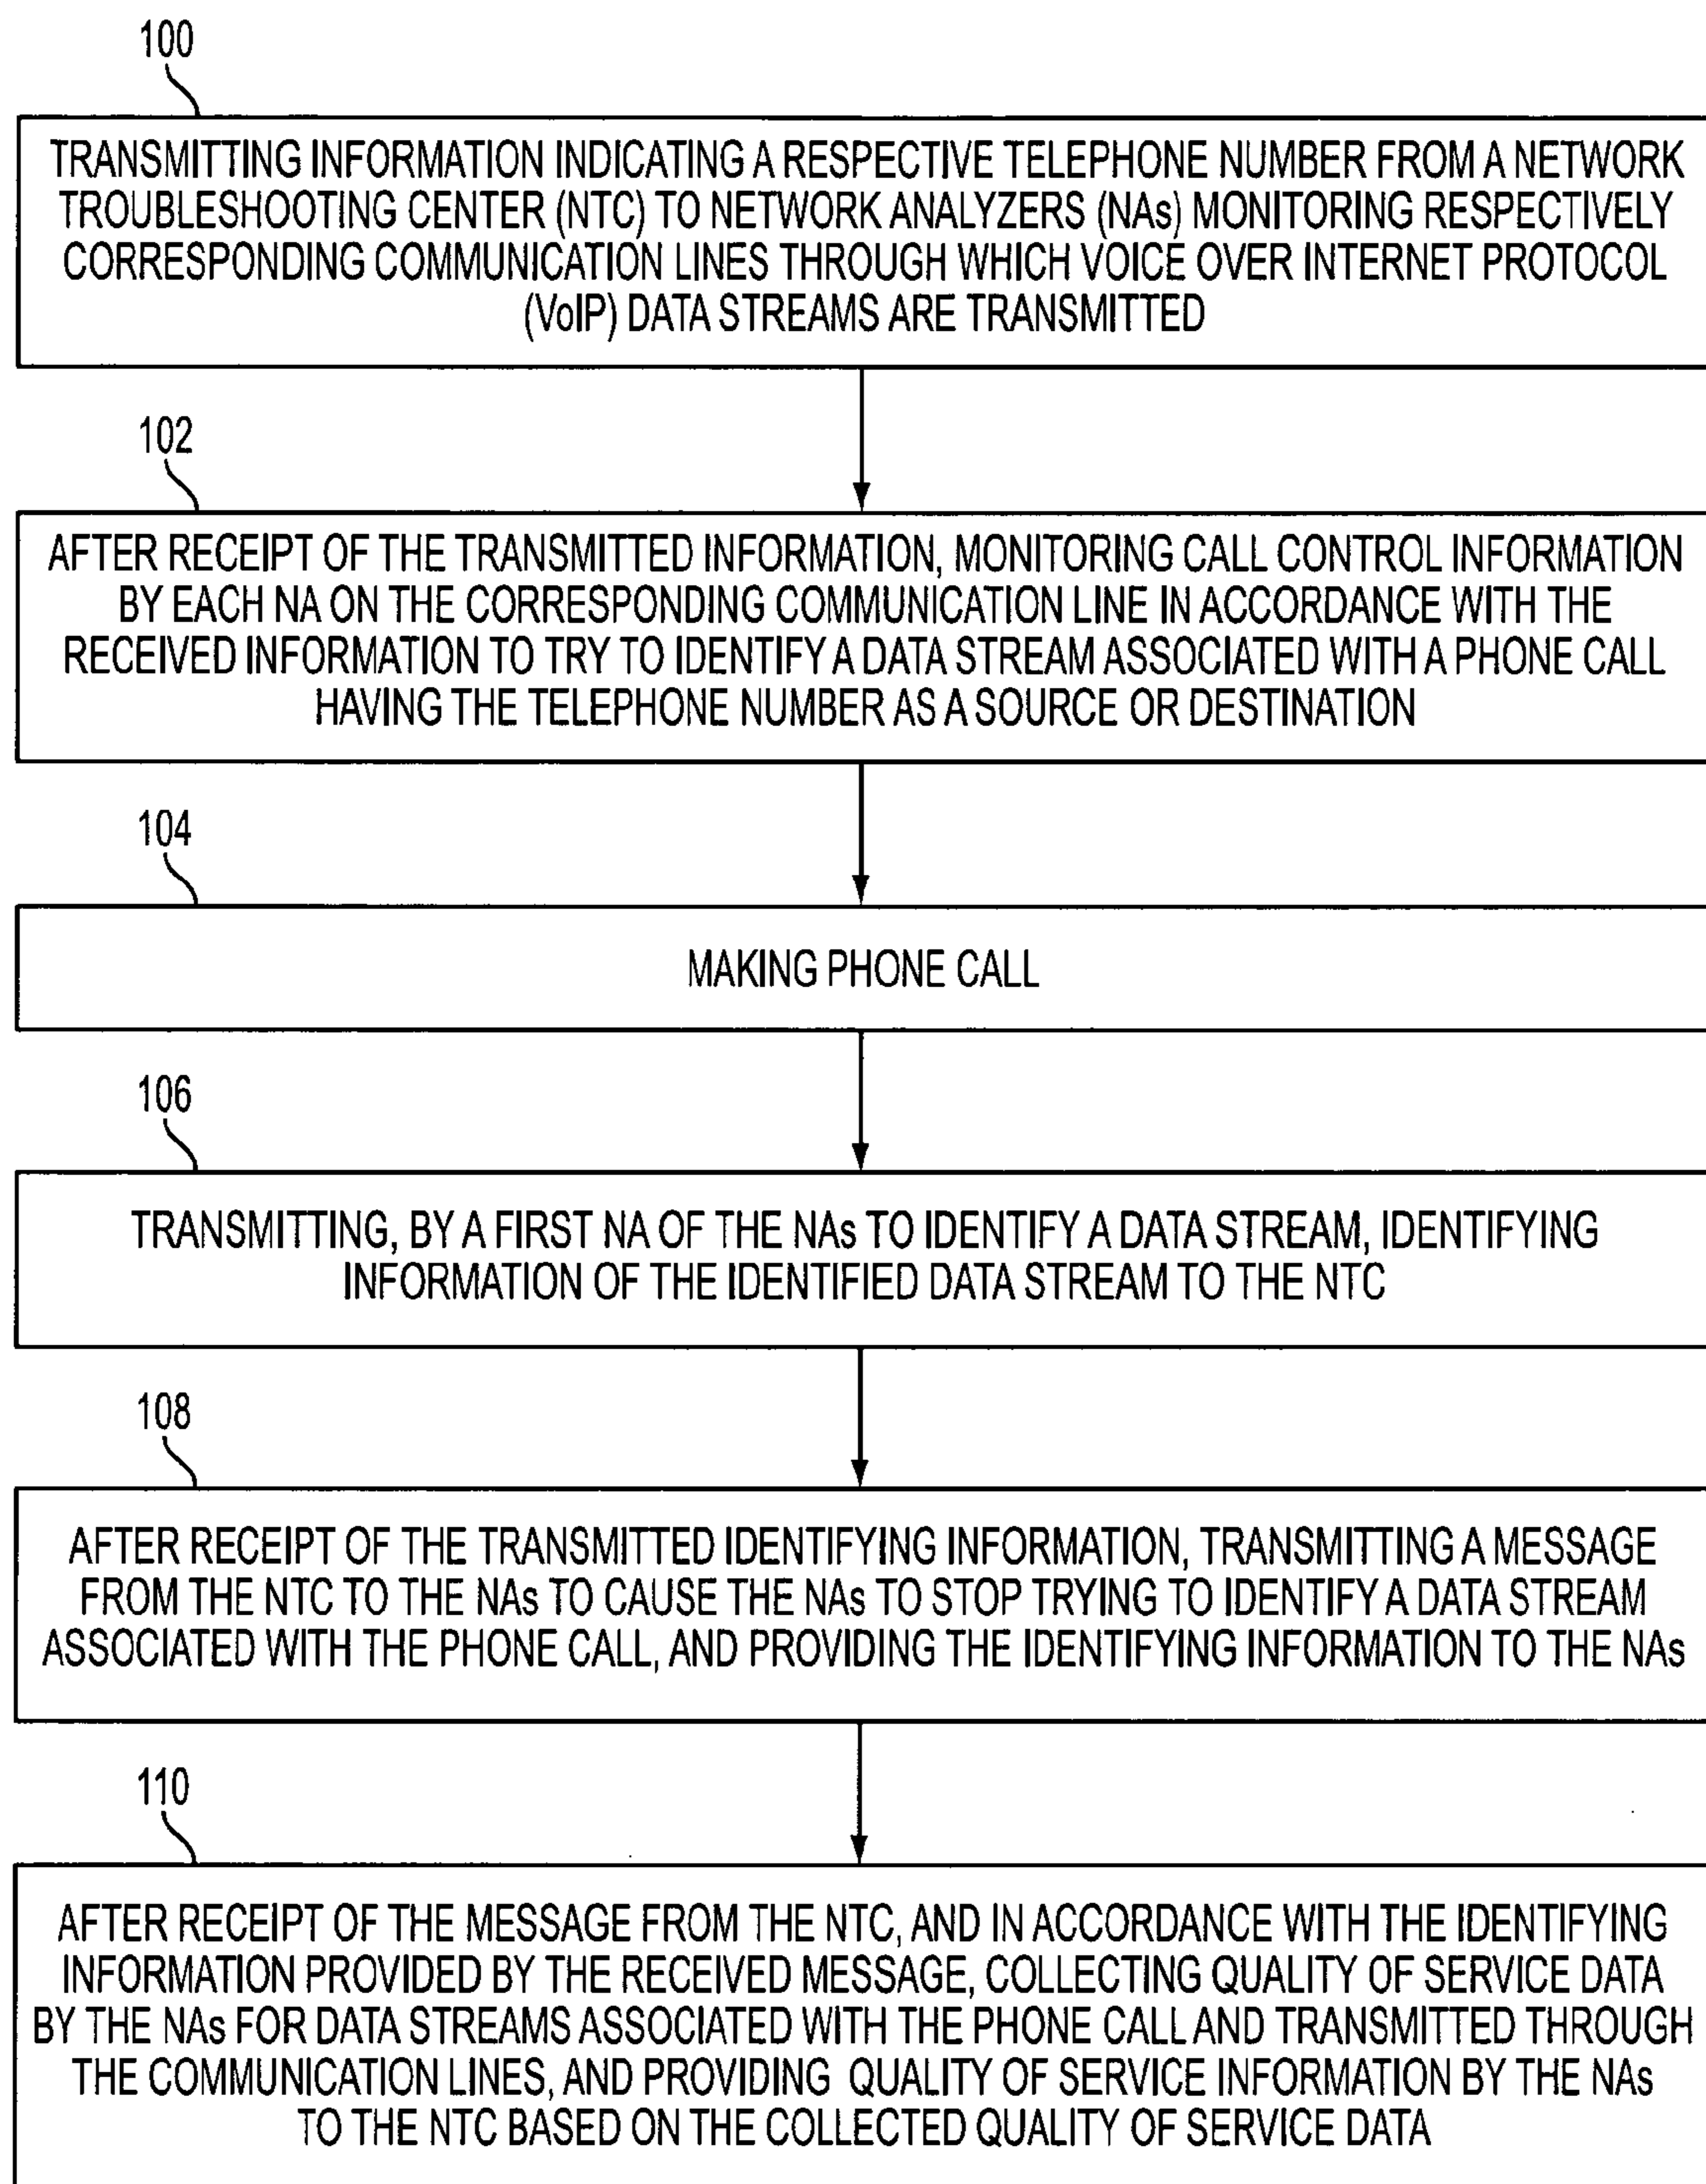 100
TRANSMITTING INFORMATION INDICATING A RESPECTIVE TELEPHONE NUMBER FROM A NETWORK
TROUBLESHOOTING CENTER (NTC) TO NETWORK ANALYZERS (NAs) MONITORING RESPECTIVELY
CORRESPONDING COMMUNICATION LINES THROUGH WHICH VOICE OVER INTERNET PROTOCOL
(VoIP) DATA STREAMS ARE TRANSMITTED
102
AFTER RECEIPT OF THE TRANSMITTED INFORMATION, MONITORING CALL CONTROL INFORMATION
BY EACH NA ON THE CORRESPONDING COMMUNICATION LINE IN ACCORDANCE WITH THE
RECEIVED INFORMATION TO TRY TO IDENTIFY A DATA STREAM ASSOCIATED WITH A PHONE CALL
HAVING THE TELEPHONE NUMBER AS A SOURCE OR DESTINATION
104
MAKING PHONE CALL
106
TRANSMITTING, BY A FIRST NA OF THE NAs TO IDENTIFY A DATA STREAM, IDENTIFYING
INFORMATION OF THE IDENTIFIED DATA STREAM TO THE NTC
108
AFTER RECEIPT OF THE TRANSMITTED IDENTIFYING INFORMATION, TRANSMITTING A MESSAGE
FROM THE NTC TO THE NAs TO CAUSE THE NAs TO STOP TRYING TO IDENTIFY A DATA STREAM
ASSOCIATED WITH THE PHONE CALL, AND PROVIDING THE IDENTIFYING INFORMATION TO THE NAs
110
AFTER RECEIPT OF THE MESSAGE FROM THE NTC, AND IN ACCORDANCE WITH THE IDENTIFYING
INFORMATION PROVIDED BY THE RECEIVED MESSAGE, COLLECTING QUALITY OF SERVICE DATA
BY THE NAs FOR DATA STREAMS ASSOCIATED WITH THE PHONE CALL AND TRANSMITTED THROUGH
THE COMMUNICATION LINES, AND PROVIDING QUALITY OF SERVICE INFORMATION BY THE NAs
TO THE NTC BASED ON THE COLLECTED QUALITY OF SERVICE DATA